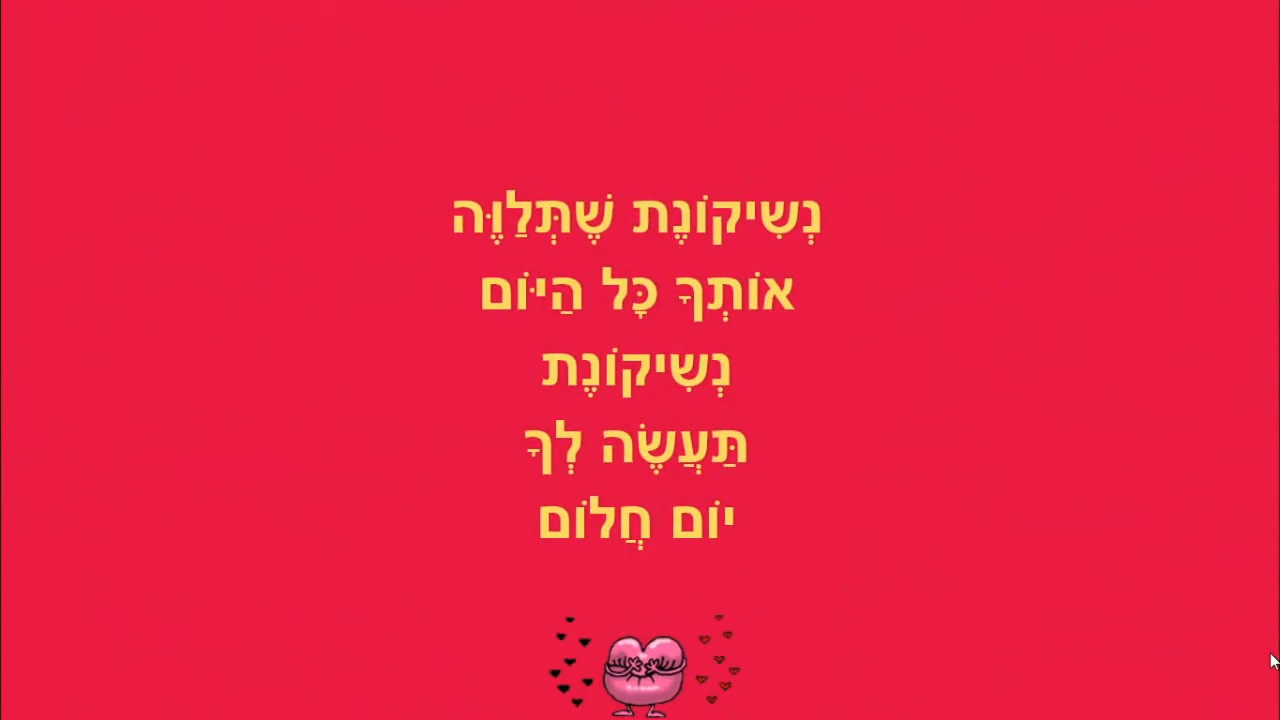 נְשִׁיקוֹנֶת שֶׁתְּלַוֶּה
אוֹתְךָ כָּל הַיּוֹם
נְשִׁיקוֹנֶת
תַּעֲשֶׂה לְךָ
יוֹם חֲלוֹם